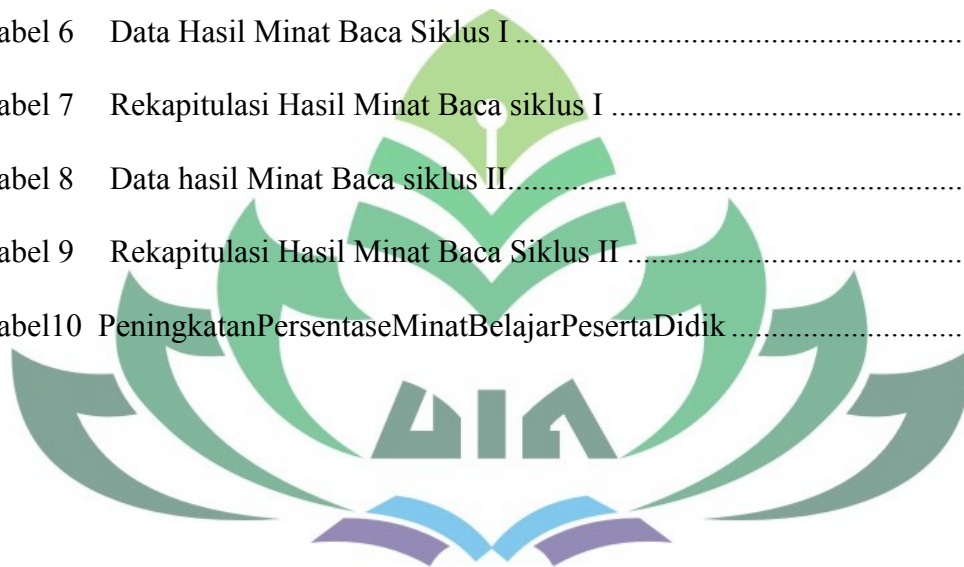 abel 6 Data Hasil Minat Baca Siklus I ..........................................................
abel 7 Rekapitulasi Hasil Minat Baca siklus I .............................................
abel 8 Data hasil Minat Baca siklus II..........................................................
abel 9 Rekapitulasi Hasil Minat Baca Siklus II ...........................................
abel10 PeningkatanPersentaseMinatBelajarPesertaDidik ..............................
UIN